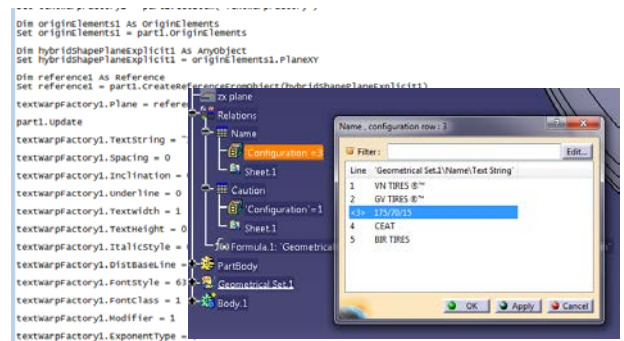 Dim originElements1 As OriginElements
Set originElements1 = part1.OriginElements
Dim hybridShapePlaneExplicit1 As AnyObject
Set hybridShapePlaneExplicit1 = originElements1.PlaneXY
Dim reference1 As Reference
Set reference1 = part1.CreateReferenceFromObject(hybridShapePlaneExplicit1)
textWarpFactory1.Plane = refere
part1.Update
textWarpFactory1.TextString = "
textWarpFactory1.Spacing = 0
textWarpFactory1.Inclination =
textWarpFactory1.Underline = 0
textWarpFactory1.TextWidth = 1
textWarpFactory1.TextHeight = 0
textWarpFactory1.ItalicStyle =
textWarpFactory1.DistBaseLine =
textWarpFactory1.FontStyle = 63
textWarpFactory1.FontClass = 1
textWarpFactory1.Modifier = 1
textWarpFactory1.ExponentType =
zx plane
Relations
Name
'Configuration'=3
Sheet.1
Caution
'Configuration'=1
Sheet.1
Formula.1: 'Geometrical
PartBody
Geometrical Set.1
Body.1
Name , configuration row : 3
Filter :
Edit...
Line 'Geometrical Set.1\Name\Text String'
1 VN TIRES ®™
2 GV TIRES ®™
<3> 175/70/15
4 CEAT
5 BIR TIRES
OK Apply Cancel